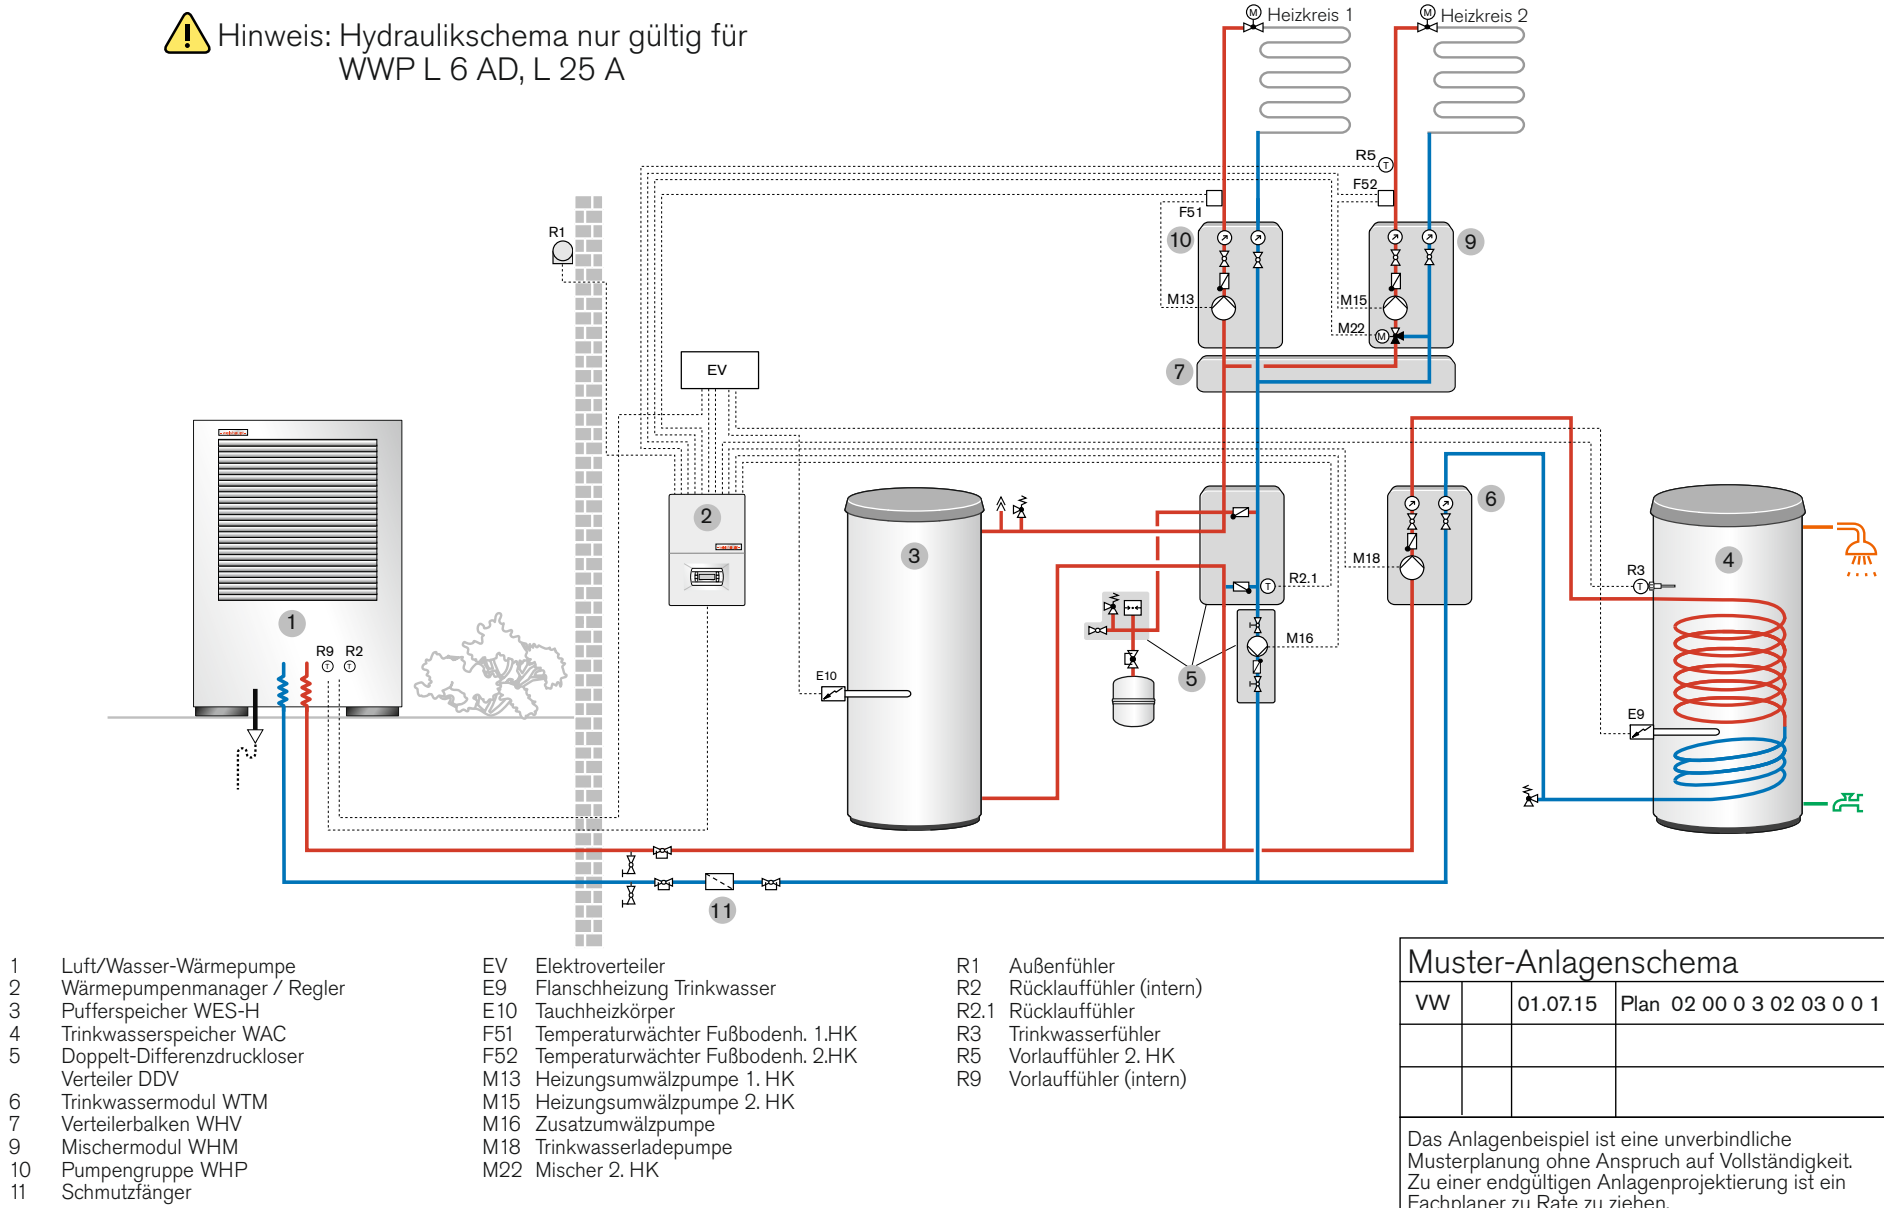 Hinweis: Hydraulikschema nur gültig für
WWP L 6 AD, L 25 A
M Heizkreis 1
M Heizkreis 2
R5 T
F52
F51
R1
10
9
M13
M15
M22 M
7
EV
2
6
3
4
M18
R3 T
T R2.1
1
R9 R2
T T
M16
5
E10
E9
11
1 Luft/Wasser-Wärmepumpe
2 Wärmepumpenmanager / Regler
3 Pufferspeicher WES-H
4 Trinkwasserspeicher WAC
5 Doppelt-Differenzdruckloser
Verteiler DDV
6 Trinkwassermodul WTM
7 Verteilerbalken WHV
9 Mischermodul WHM
10 Pumpengruppe WHP
11 Schmutzfänger
EV Elektroverteiler
E9 Flanschheizung Trinkwasser
E10 Tauchheizkörper
F51 Temperaturwächter Fußbodenh. 1.HK
F52 Temperaturwächter Fußbodenh. 2.HK
M13 Heizungsumwälzpumpe 1. HK
M15 Heizungsumwälzpumpe 2. HK
M16 Zusatzumwälzpumpe
M18 Trinkwasserladepumpe
M22 Mischer 2. HK
R1 Außenfühler
R2 Rücklauffühler (intern)
R2.1 Rücklauffühler
R3 Trinkwasserfühler
R5 Vorlauffühler 2. HK
R9 Vorlauffühler (intern)
Muster-Anlagenschema
VW 01.07.15 Plan 02 00 0 3 02 03 0 0 1
Das Anlagenbeispiel ist eine unverbindliche
Musterplanung ohne Anspruch auf Vollständigkeit.
Zu einer endgültigen Anlagenprojektierung ist ein
Fachplaner zu Rate zu ziehen.